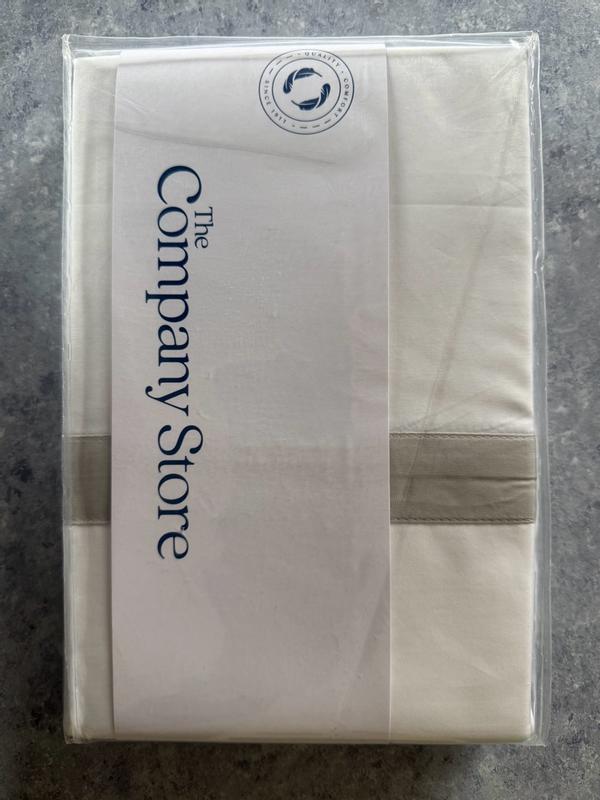 The
Company Store
QUALITY • COMFORT •
SINCE 1911